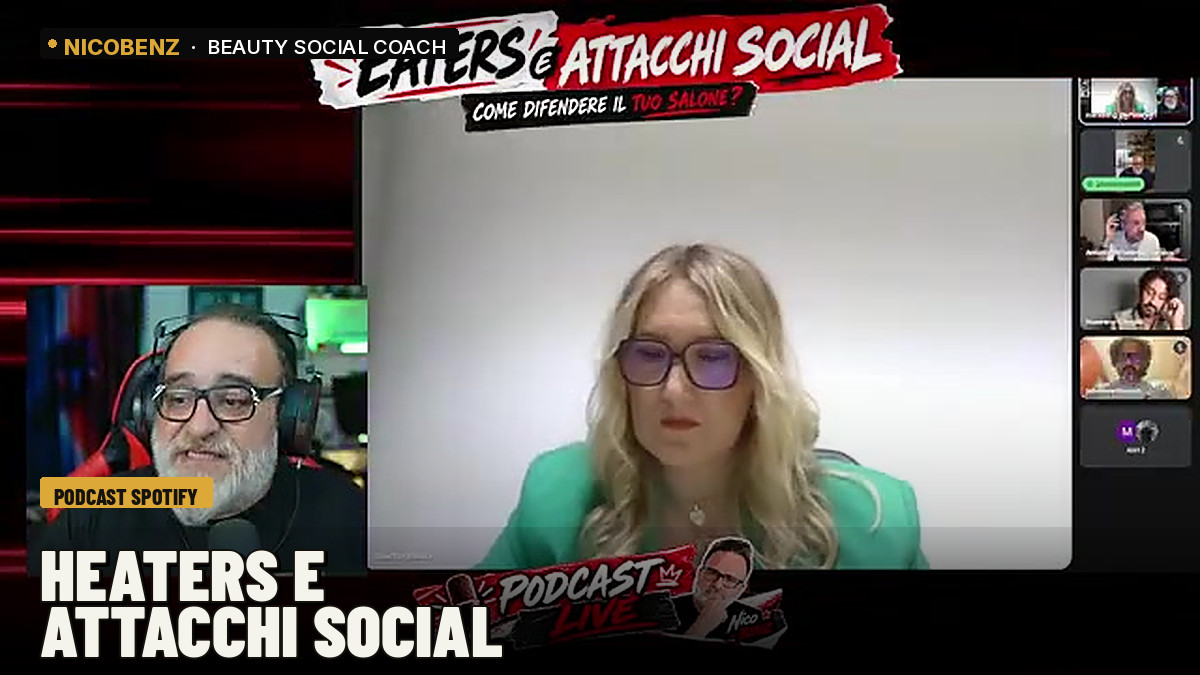 NICOBENZ · BEAUTY SOCIAL COACH
EATERS E ATTACCHI SOCIAL
COME DIFENDERE IL TUO SALONE?
M
PODCAST SPOTIFY
PODCAST
LIVE
Nico
HEATERS E
ATTACCHI SOCIAL